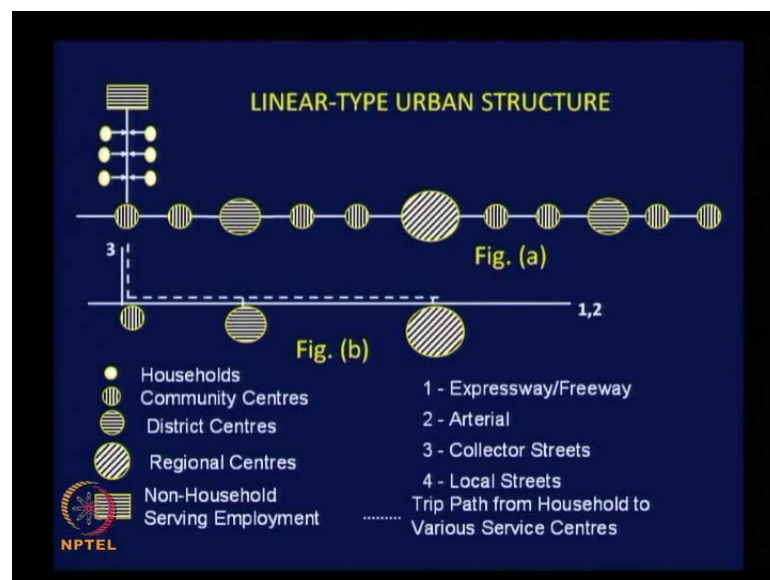 LINEAR-TYPE URBAN STRUCTURE
Fig. (a)
3
1,2
Fig. (b)
Households
Community Centres
District Centres
Regional Centres
Non-Household
Serving Employment
1 - Expressway/Freeway
2 - Arterial
3 - Collector Streets
4 - Local Streets
Trip Path from Household to
Various Service Centres
NPTEL